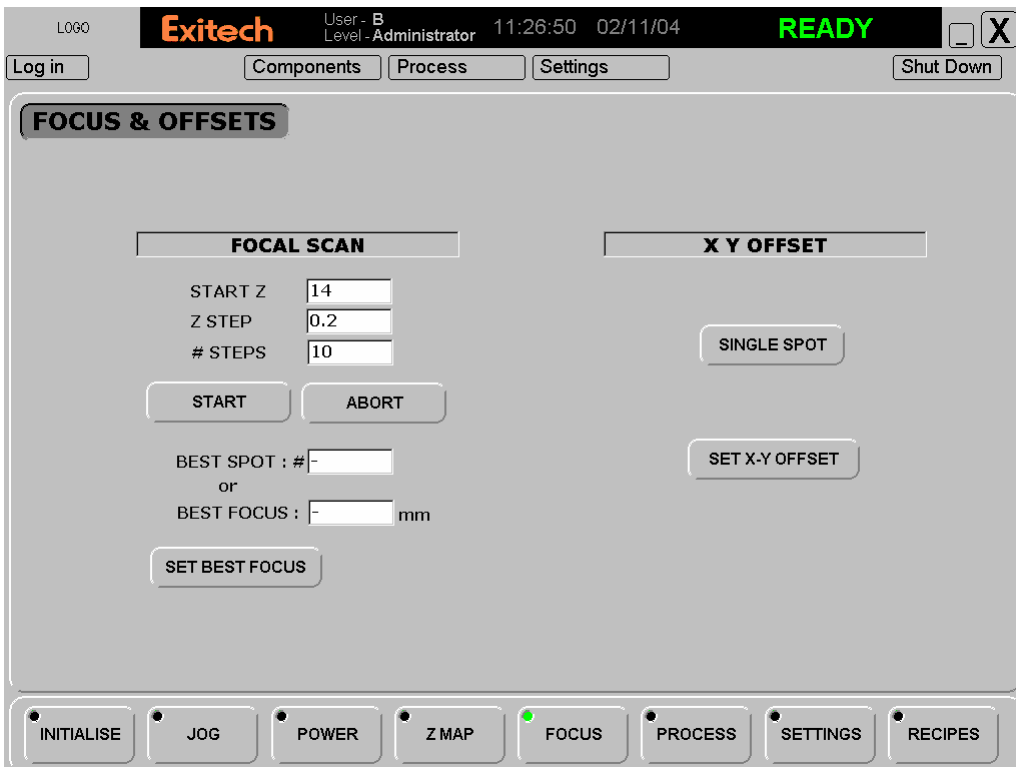 LOGO Exitech User - B 11:26:50 02/11/04 READY _ X
Level - Administrator
Log in Components Process Settings Shut Down
FOCUS & OFFSETS
FOCAL SCAN X Y OFFSET
START Z 14
Z STEP 0.2
# STEPS 10
SINGLE SPOT
START ABORT
BEST SPOT : # -
SET X-Y OFFSET
or
BEST FOCUS : - mm
SET BEST FOCUS
INITIALISE JOG POWER Z MAP FOCUS PROCESS SETTINGS RECIPES